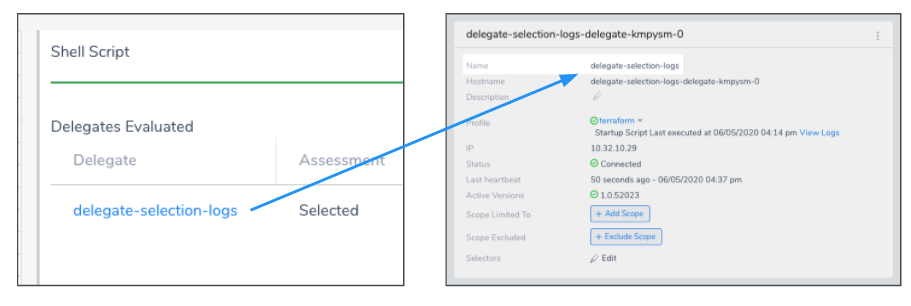 Shell Script
Delegates Evaluated
Delegate Assessment
delegate-selection-logs Selected
delegate-selection-logs-delegate-kmpysm-0
Name delegate-selection-logs
Hostname delegate-selection-logs-delegate-kmpysm-0
Description
Profile terraform
Startup Script Last executed at 06/05/2020 04:14 pm View Logs
IP 10.32.10.29
Status Connected
Last heartbeat 50 seconds ago - 06/05/2020 04:37 pm
Active Versions 1.0.52023
Scope Limited To + Add Scope
Scope Excluded + Exclude Scope
Selectors Edit